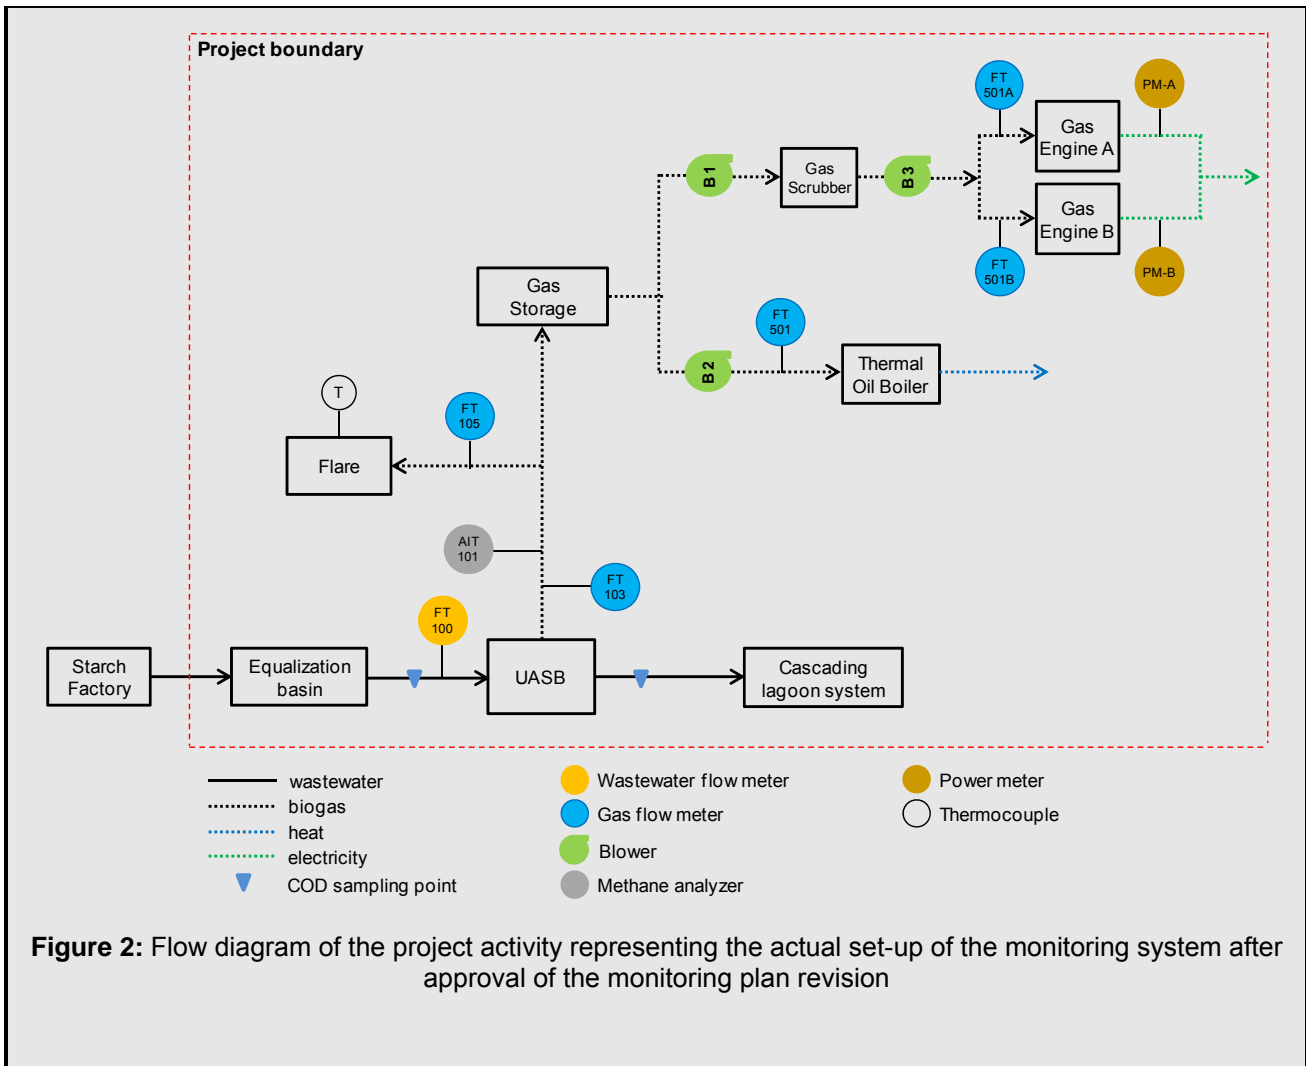 Project boundary
FT
501A
PM-A
Gas
Engine A
B 1
Gas
Scrubber
B 3
Gas
Engine B
FT
501B
PM-B
Gas
Storage
FT
501
B 2
Thermal
Oil Boiler
T
FT
105
Flare
AIT
101
FT
103
FT
100
Starch
Factory
Equalization
basin
UASB
Cascading
lagoon system
wastewater
biogas
heat
electricity
COD sampling point
Wastewater flow meter
Gas flow meter
Blower
Methane analyzer
Power meter
Thermocouple
Figure 2: Flow diagram of the project activity representing the actual set-up of the monitoring system after
approval of the monitoring plan revision